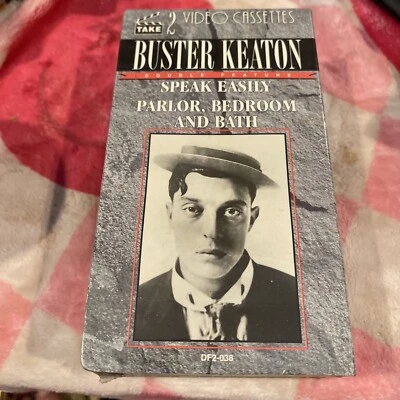 TAKE 2 VIDEO CASSETTES
BUSTER KEATON
DOUBLE FEATURE
SPEAK EASILY
PARLOR, BEDROOM
AND BATH
DF2-038